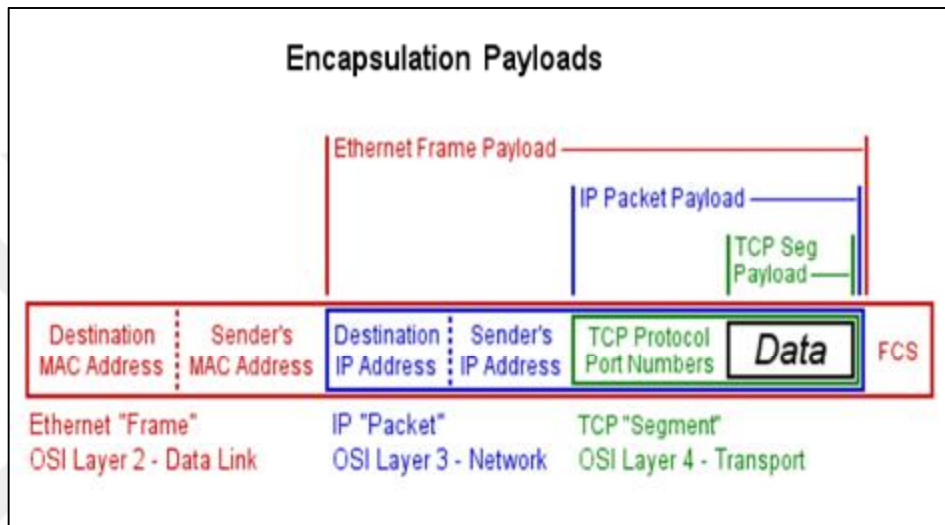 Encapsulation Payloads
Ethernet Frame Payload
IP Packet Payload
TCP Seg
Payload
Destination
MAC Address
Sender's
MAC Address
Destination
IP Address
Sender's
IP Address
TCP Protocol
Port Numbers
Data
FCS
Ethernet "Frame"
OSI Layer 2 - Data Link
IP "Packet"
OSI Layer 3 - Network
TCP "Segment"
OSI Layer 4 - Transport